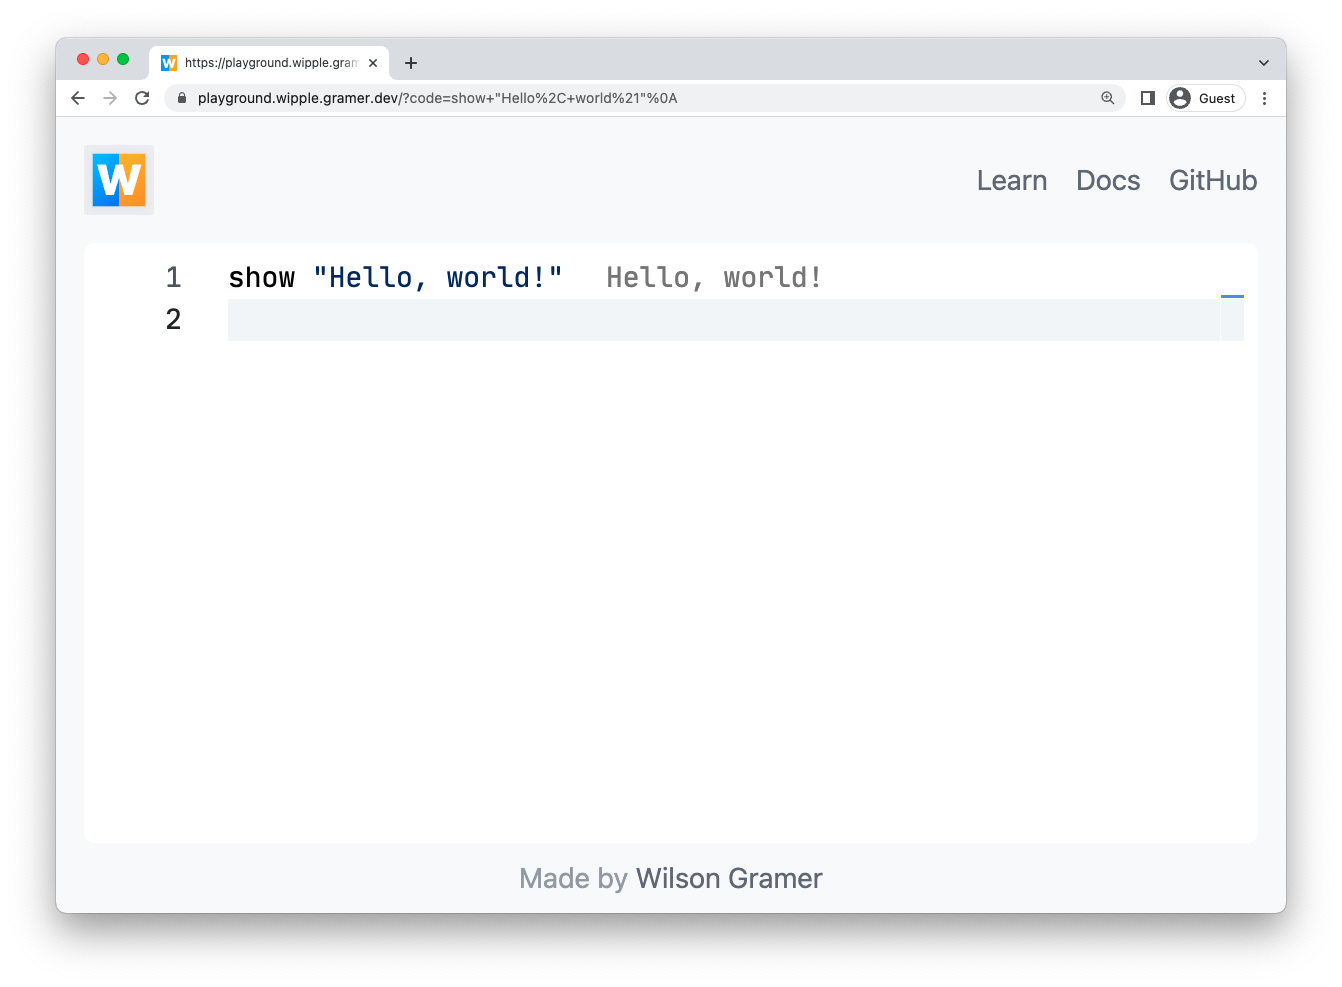 W https://playground.wipple.gram
playground.wipple.gramer.dev/?code=show+"Hello%2C+world%21"%0A Guest
W Learn Docs GitHub
1 show "Hello, world!" Hello, world!
2
Made by Wilson Gramer